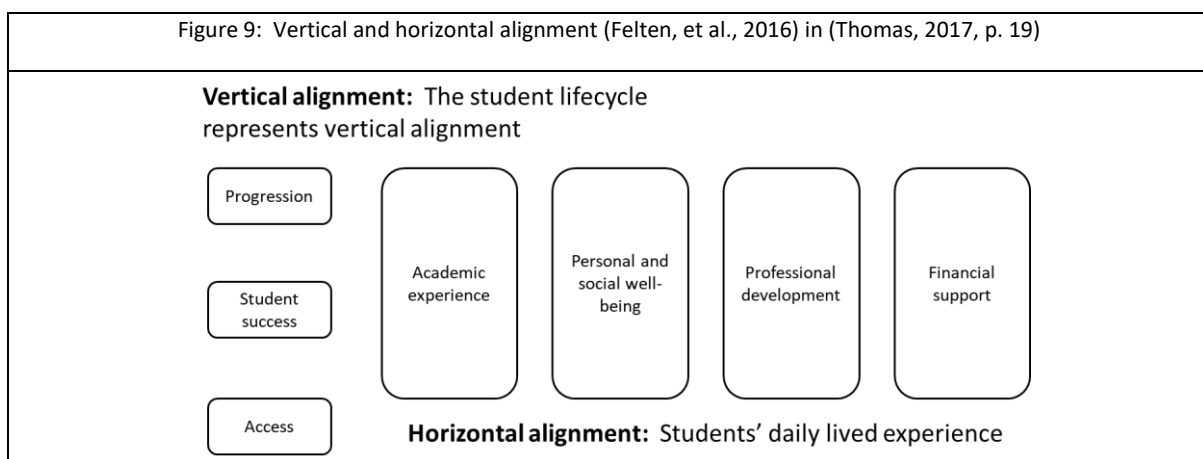 Figure 9:  Vertical and horizontal alignment (Felten, et al., 2016) in (Thomas, 2017, p. 19)
Vertical alignment:  The student lifecycle
represents vertical alignment
Progression
Student
success
Access
Academic
experience
Personal and
social well-
being
Professional
development
Financial
support
Horizontal alignment:  Students’ daily lived experience